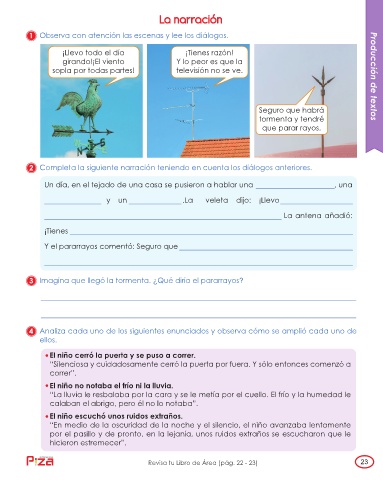 La narración
1 Observa con atención las escenas y lee los diálogos.
¡Llevo todo el día
girando!¡El viento
sopla por todas partes!
¡Tienes razón!
Y lo peor es que la
televisión no se ve.
Seguro que habrá
tormenta y tendré
que parar rayos.
Producción de textos
2 Completa la siguiente narración teniendo en cuenta los diálogos anteriores.
Un día, en el tejado de una casa se pusieron a hablar una ____________________, una
_______________ y un ______________ .La veleta dijo: ¡Llevo__________________
____________________________________________________________ La antena añadió:
¡Tienes ________________________________________________________________________
Y el pararrayos comentó: Seguro que ____________________________________________
______________________________________________________________________________
3 Imagina que llegó la tormenta. ¿Qué diría el pararrayos?
4 Analiza cada uno de los siguientes enunciados y observa cómo se amplió cada uno de
ellos.
• El niño cerró la puerta y se puso a correr.
"Silenciosa y cuidadosamente cerró la puerta por fuera. Y sólo entonces comenzó a
correr".
• El niño no notaba el frío ni la lluvia.
"La lluvia le resbalaba por la cara y se le metía por el cuello. El frío y la humedad le
calaban el abrigo, pero él no lo notaba".
• El niño escuchó unos ruidos extraños.
"En medio de la oscuridad de la noche y el silencio, el niño avanzaba lentamente
por el pasillo y de pronto, en la lejanía, unos ruidos extraños se escucharon que le
hicieron estremecer".
Revisa tu Libro de Área (pág. 22 - 23)
23